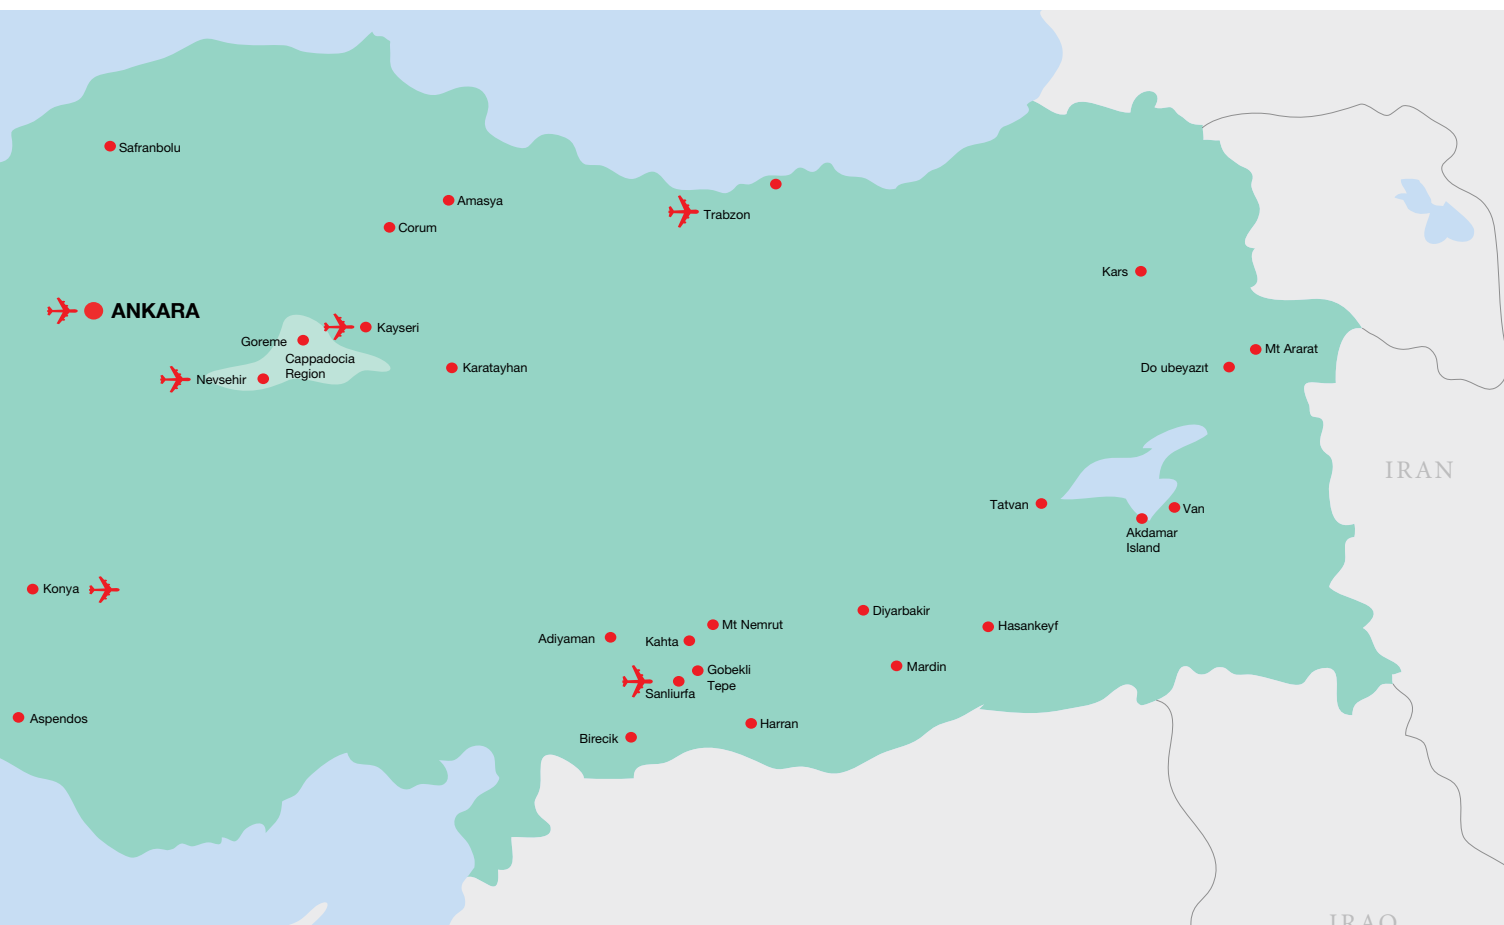 Safranbolu
Amasya
Trabzon
Corum
Kars
ANKARA
Kayseri
Goreme
Mt Ararat
Cappadocia
Region
Karatayhan
Do ubeyazıt
Nevsehir
IRAN
Tatvan
Van
Akdamar
Island
Konya
Diyarbakir
Mt Nemrut
Hasankeyf
Adiyaman
Kahta
Mardin
Gobekli
Tepe
Sanliurfa
Aspendos
Harran
Birecik
IRAQ